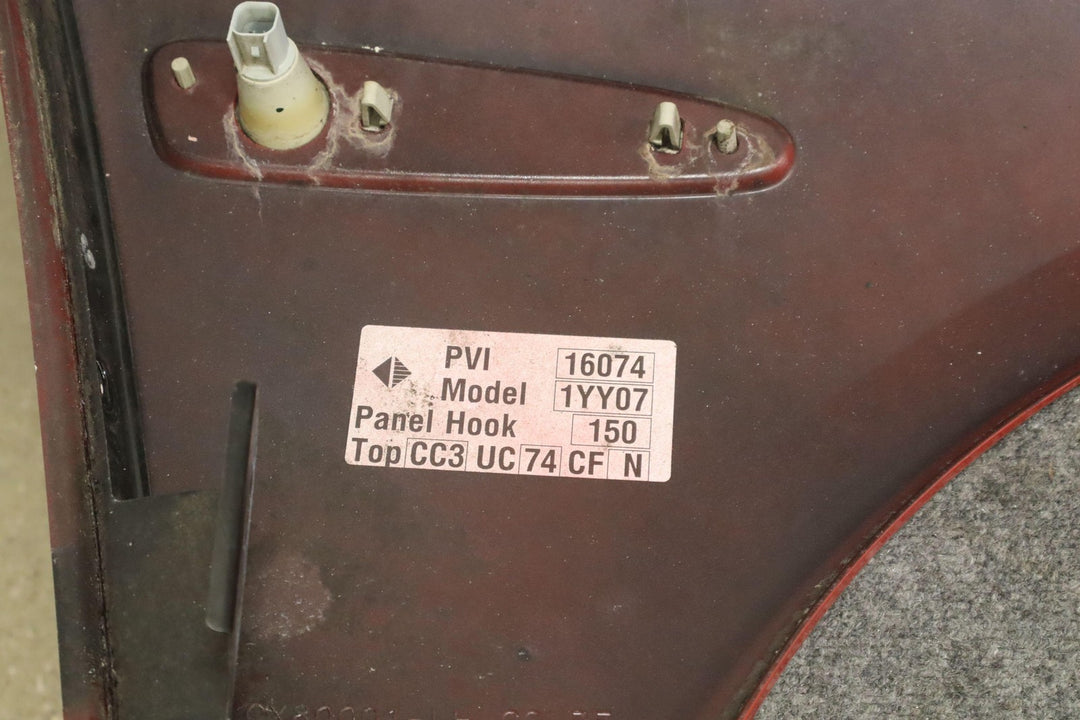 PVI 16074
Model 1YY07
Panel Hook 150
Top CC3 UC 74 CF N